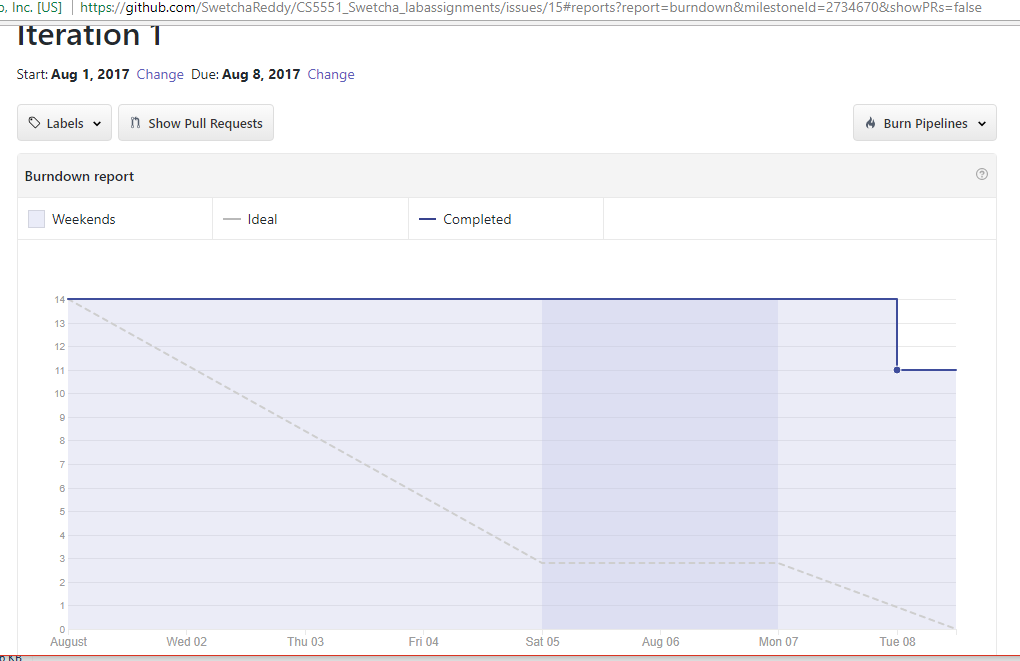 , Inc. [US] https://github.com/SwetchaReddy/CS5551_Swetcha_labassignments/issues/15#reports?report=burndown&milestoneId=2734670&showPRs=false
Iteration 1
Start: Aug 1, 2017 Change Due: Aug 8, 2017 Change
Labels Show Pull Requests Burn Pipelines
Burndown report
Weekends Ideal Completed
14
13
12
11
10
9
8
7
6
5
4
3
2
1
0
August Wed 02 Thu 03 Fri 04 Sat 05 Aug 06 Mon 07 Tue 08